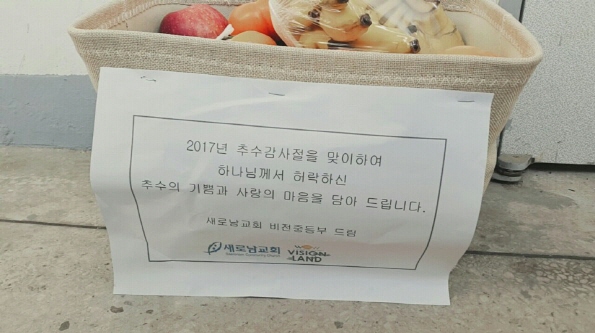 2017년 추수감사절을 맞이하여
하나님께서 허락하신
추수의 기쁨과 사랑의 마음을 담아 드립니다.
새로남교회 비전중등부 드림
새로남교회
VISION
LAND